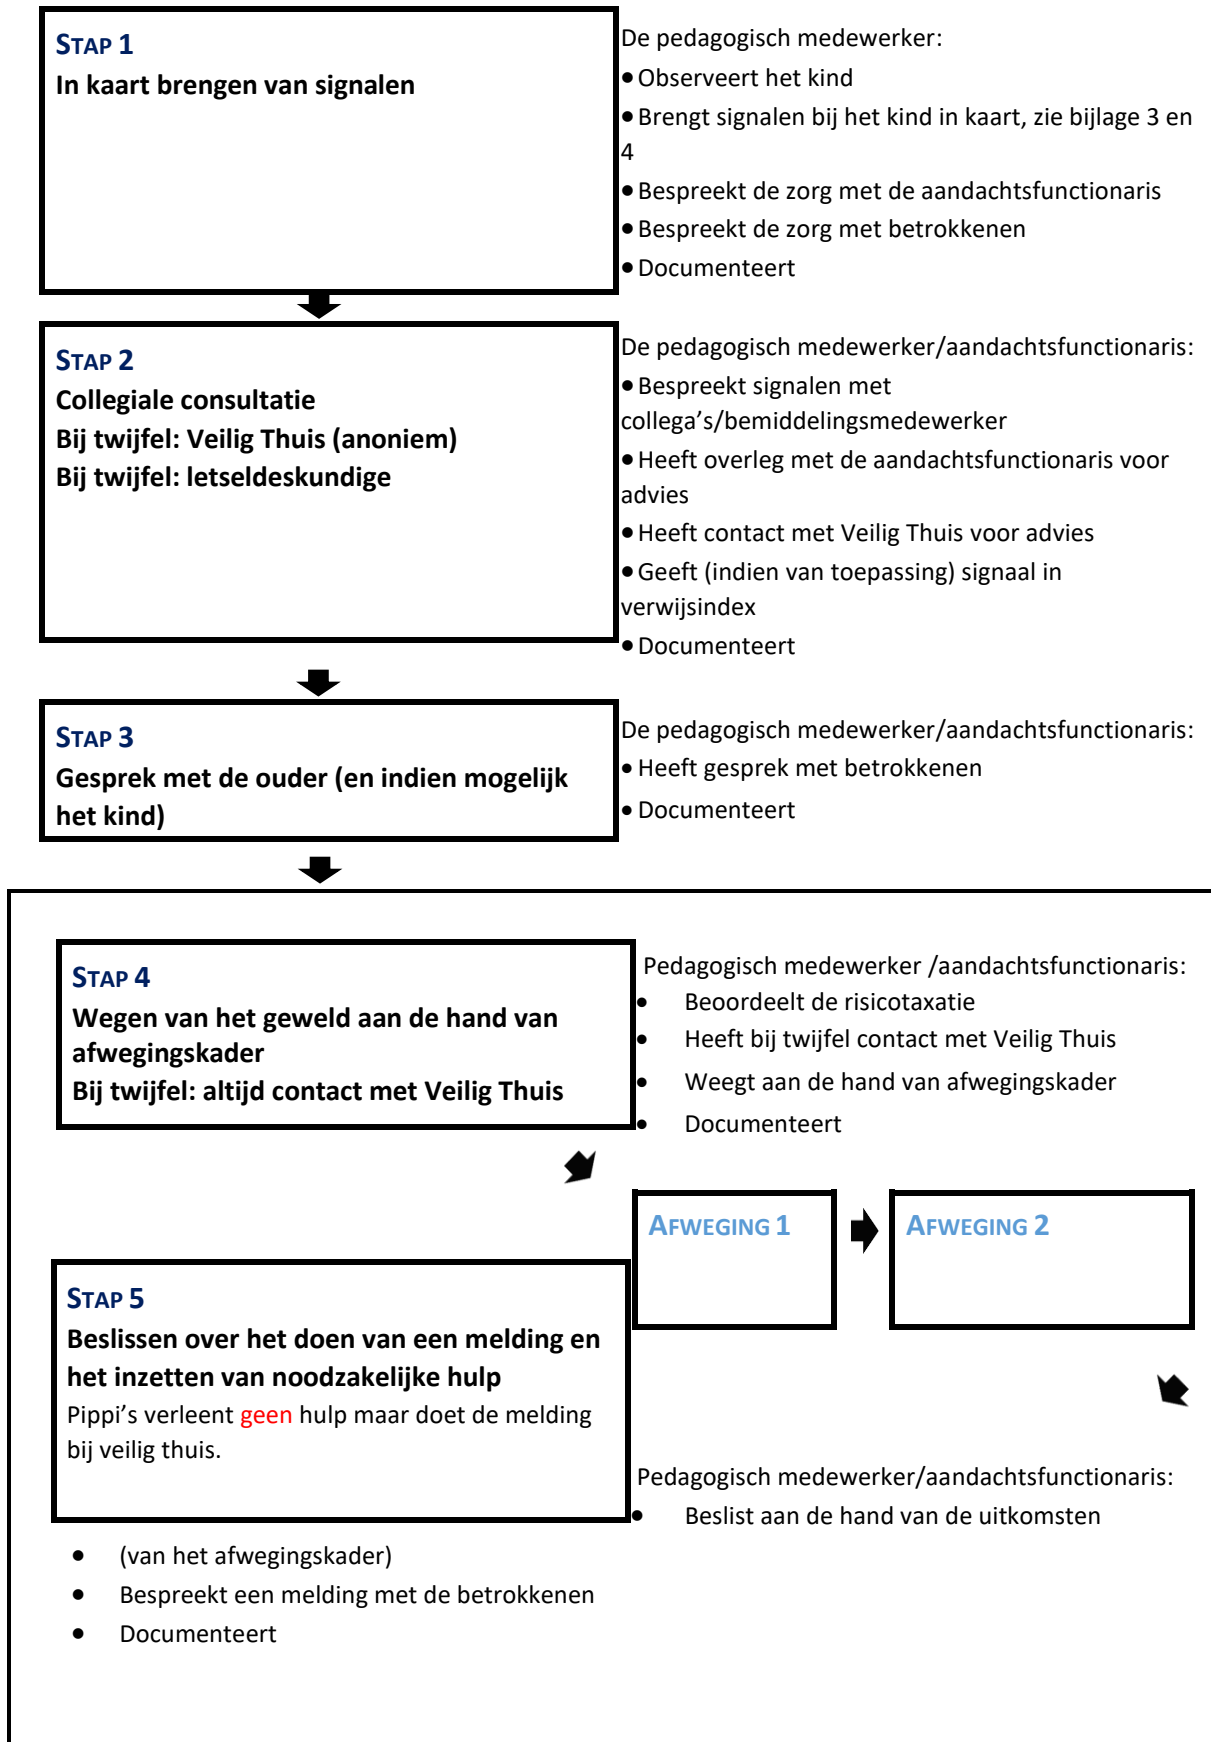 STAP 1
In kaart brengen van signalen
De pedagogisch medewerker:
• Observeert het kind
• Brengt signalen bij het kind in kaart, zie bijlage 3 en
4
• Bespreekt de zorg met de aandachtsfunctionaris
• Bespreekt de zorg met betrokkenen
• Documenteert
STAP 2
Collegiale consultatie
Bij twijfel: Veilig Thuis (anoniem)
Bij twijfel: letseldeskundige
De pedagogisch medewerker/aandachtsfunctionaris:
• Bespreekt signalen met
collega’s/bemiddelingsmedewerker
• Heeft overleg met de aandachtsfunctionaris voor
advies
• Heeft contact met Veilig Thuis voor advies
• Geeft (indien van toepassing) signaal in
verwijsindex
• Documenteert
STAP 3
Gesprek met de ouder (en indien mogelijk
het kind)
De pedagogisch medewerker/aandachtsfunctionaris:
• Heeft gesprek met betrokkenen
• Documenteert
STAP 4
Wegen van het geweld aan de hand van
afwegingskader
Bij twijfel: altijd contact met Veilig Thuis
Pedagogisch medewerker /aandachtsfunctionaris:
• Beoordeelt de risicotaxatie
• Heeft bij twijfel contact met Veilig Thuis
• Weegt aan de hand van afwegingskader
• Documenteert
AFWEGING 1
AFWEGING 2
STAP 5
Beslissen over het doen van een melding en
het inzetten van noodzakelijke hulp
Pippi’s verleent geen hulp maar doet de melding
bij veilig thuis.
Pedagogisch medewerker/aandachtsfunctionaris:
• Beslist aan de hand van de uitkomsten
• (van het afwegingskader)
• Bespreekt een melding met de betrokkenen
• Documenteert